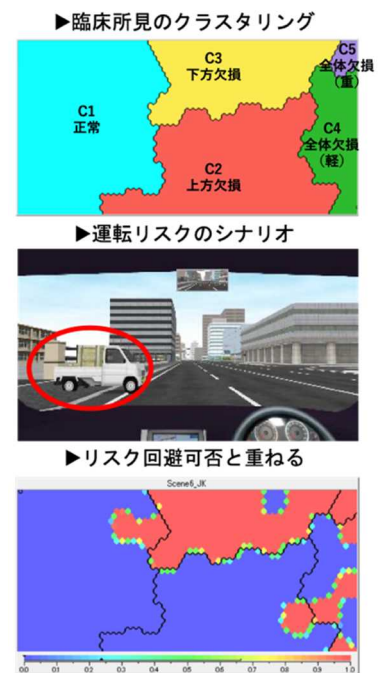 ▶臨床所見のクラスタリング
C1
正常
C3
下方欠損
C5
全体欠損
(重)
C4
全体欠損
(軽)
C2
上方欠損
▶運転リスクのシナリオ
▶リスク回避可否と重ねる
Scene6_JK
0.0 0.1 0.2 0.3 0.4 0.5 0.6 0.7 0.8 0.9 1.0